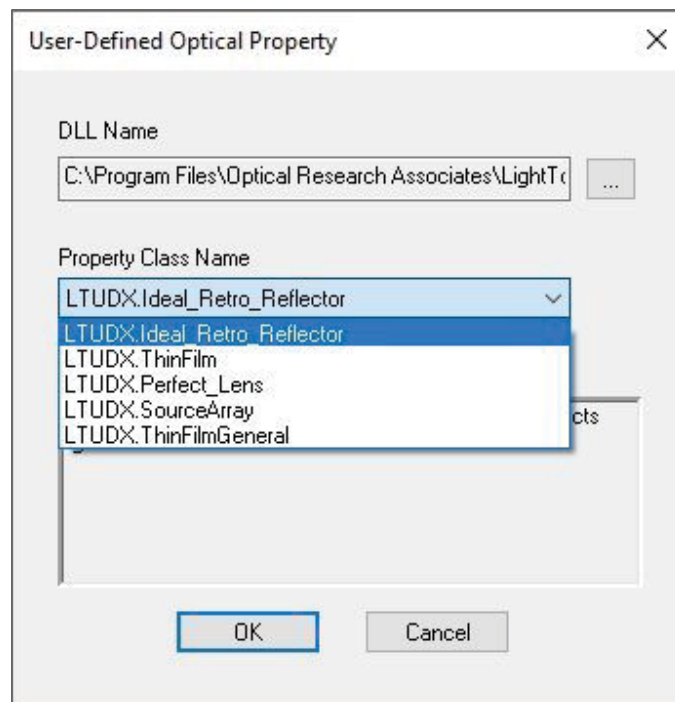 User-Defined Optical Property
DLL Name
C:\Program Files\Optical Research Associates\LightTo
...
Property Class Name
LTUDX.Ideal_Retro_Reflector
LTUDX.Ideal_Retro_Reflector
LTUDX.ThinFilm
LTUDX.Perfect_Lens
LTUDX.SourceArray
LTUDX.ThinFilmGeneral
cts
OK
Cancel